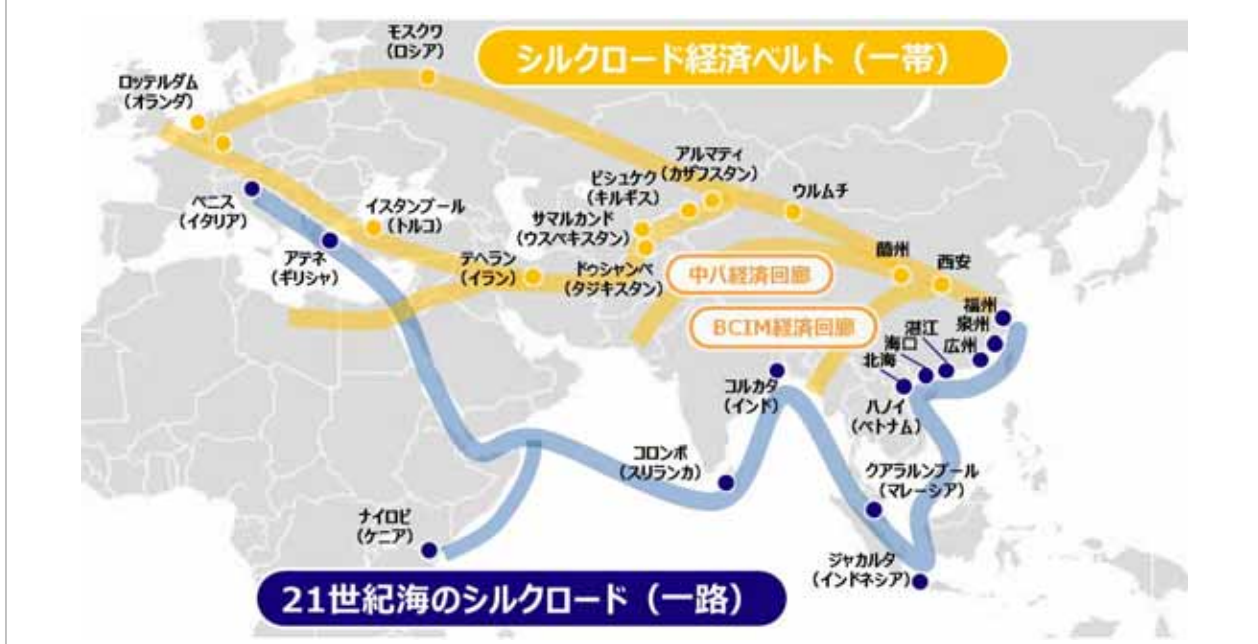 モスクワ
(ロシア)
シルクロード経済ベルト（一帯）
ロッテルダム
(オランダ)
アルマティ
(カザフスタン)
ビシュケク
(キルギス)
ウルムチ
ベニス
(イタリア)
イスタンブール
(トルコ)
サマルカンド
(ウスペキスタン)
アテネ
(ギリシャ)
テヘラン
(イラン)
ドゥシャンベ
(タジキスタン)
中八経済回廊
蘭州
西安
BCIM経済回廊
福州
泉州
湛江
広州
海口
北海
コルカタ
(インド)
ハノイ
(ベトナム)
コロンボ
(スリランカ)
クアラルンプール
(マレーシア)
ナイロビ
(ケニア)
ジャカルタ
(インドネシア)
21世紀海のシルクロード（一路）